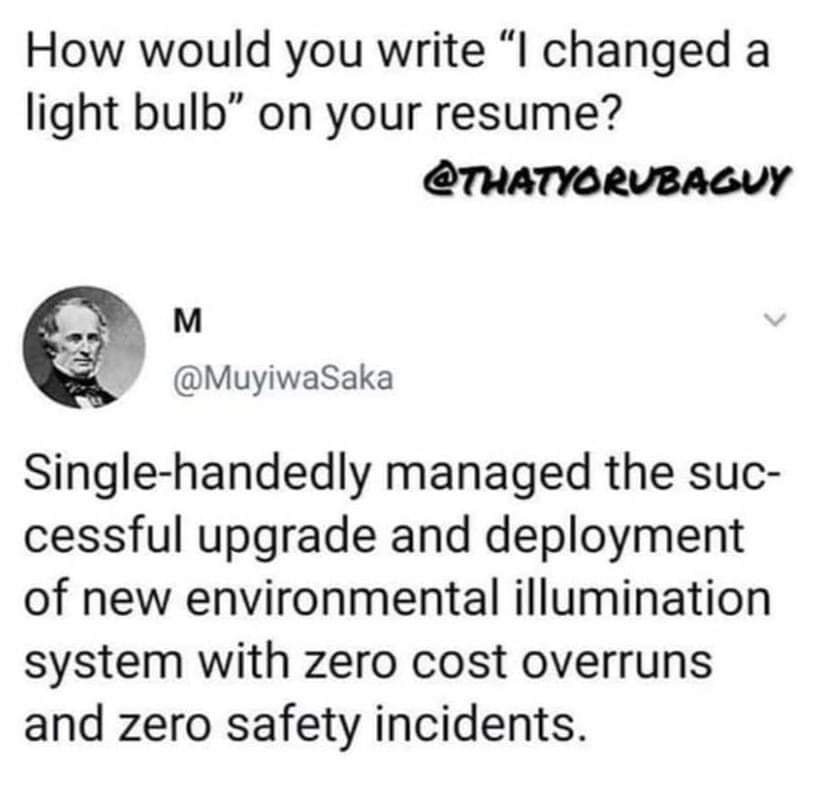 How would you write “I changed a
light bulb” on your resume?
@THATYORUBAGUY
M
@MuyiwaSaka
Single-handedly managed the suc-
cessful upgrade and deployment
of new environmental illumination
system with zero cost overruns
and zero safety incidents.